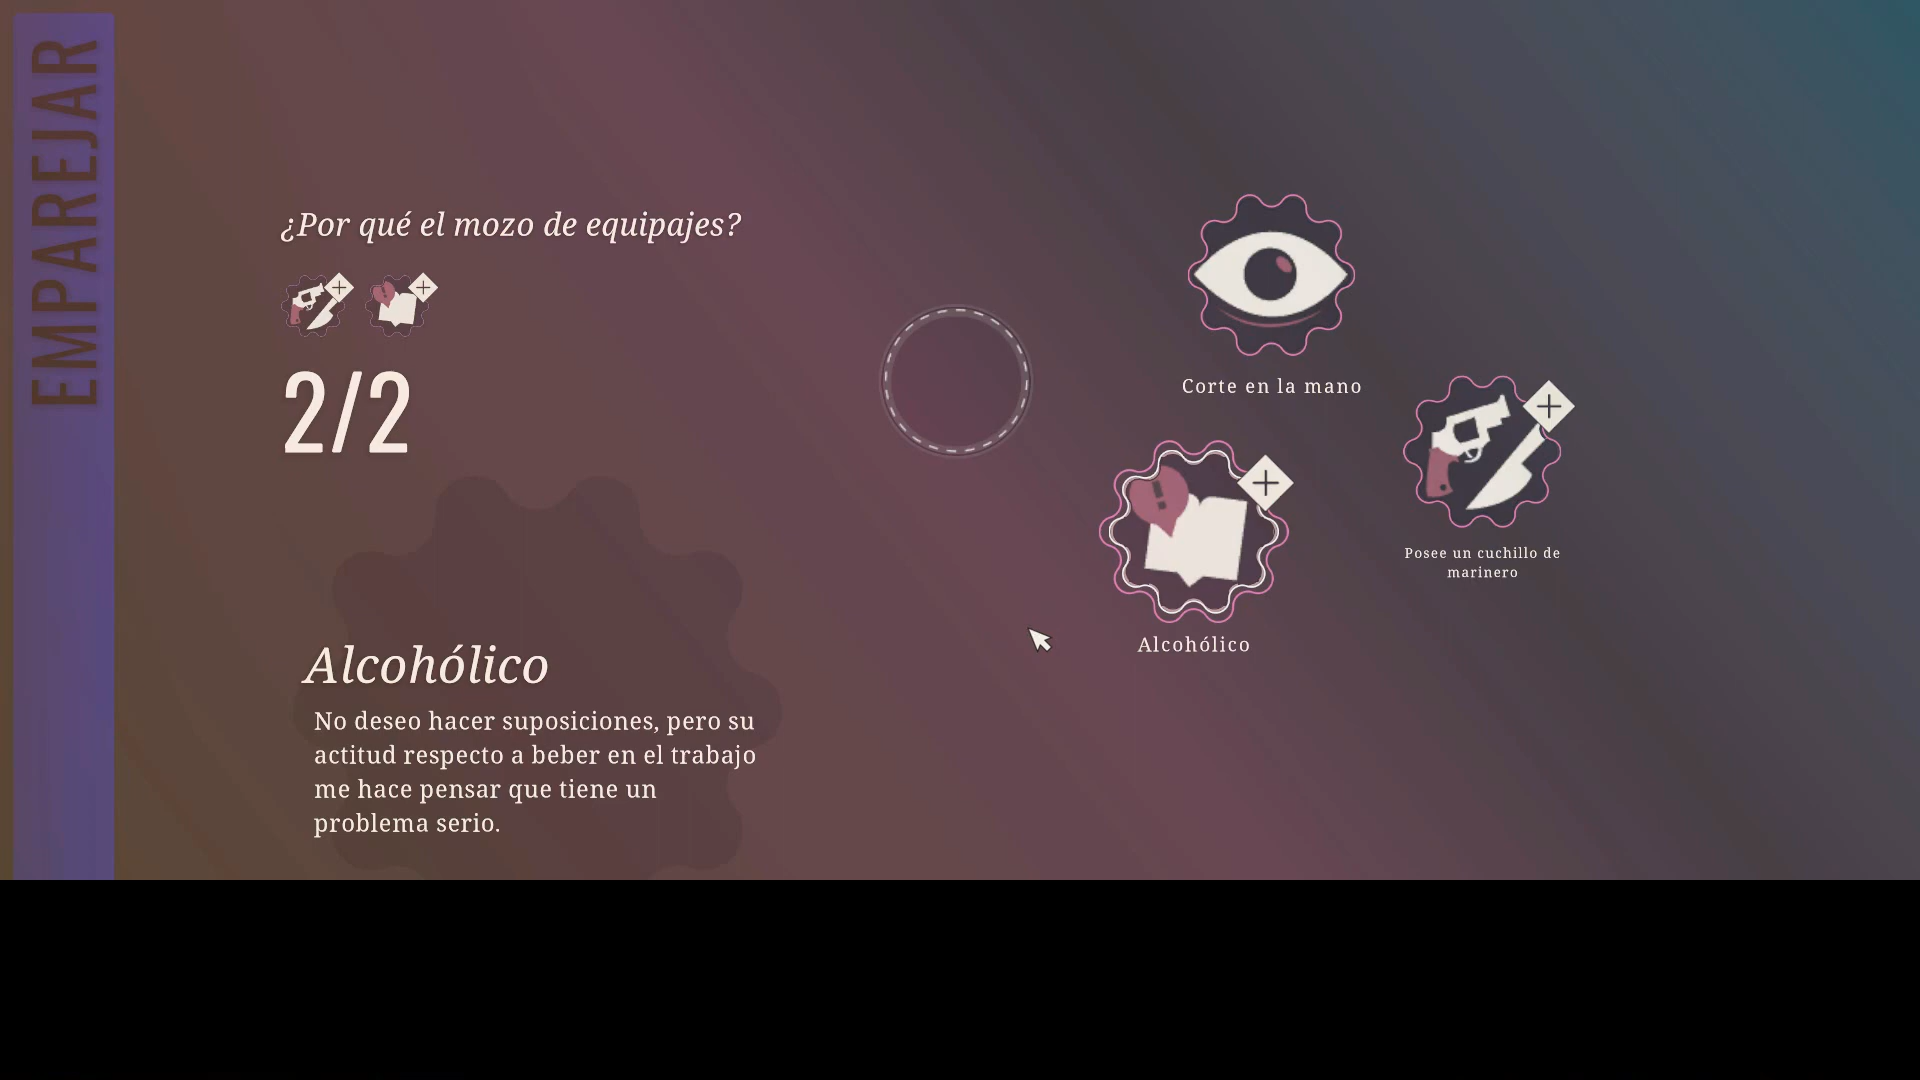 EMPAREJAR
¿Por qué el mozo de equipajes?
2/2
Corte en la mano
Posee un cuchillo de
marinero
Alcohólico
Alcohólico
No deseo hacer suposiciones, pero su
actitud respecto a beber en el trabajo
me hace pensar que tiene un
problema serio.